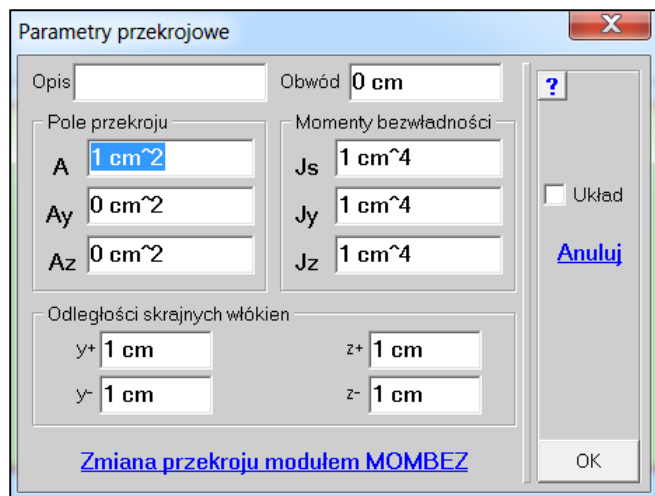 Parametry przekrojowe
X
Opis
Obwód 0 cm
?
Pole przekroju
Momenty bezwładności
A 1 cm^2
Js 1 cm^4
Układ
Ay 0 cm^2
Jy 1 cm^4
Anuluj
Az 0 cm^2
Jz 1 cm^4
Odległości skrajnych włókien
y+ 1 cm
z+ 1 cm
y- 1 cm
z- 1 cm
Zmiana przekroju modułem MOMBEZ
OK